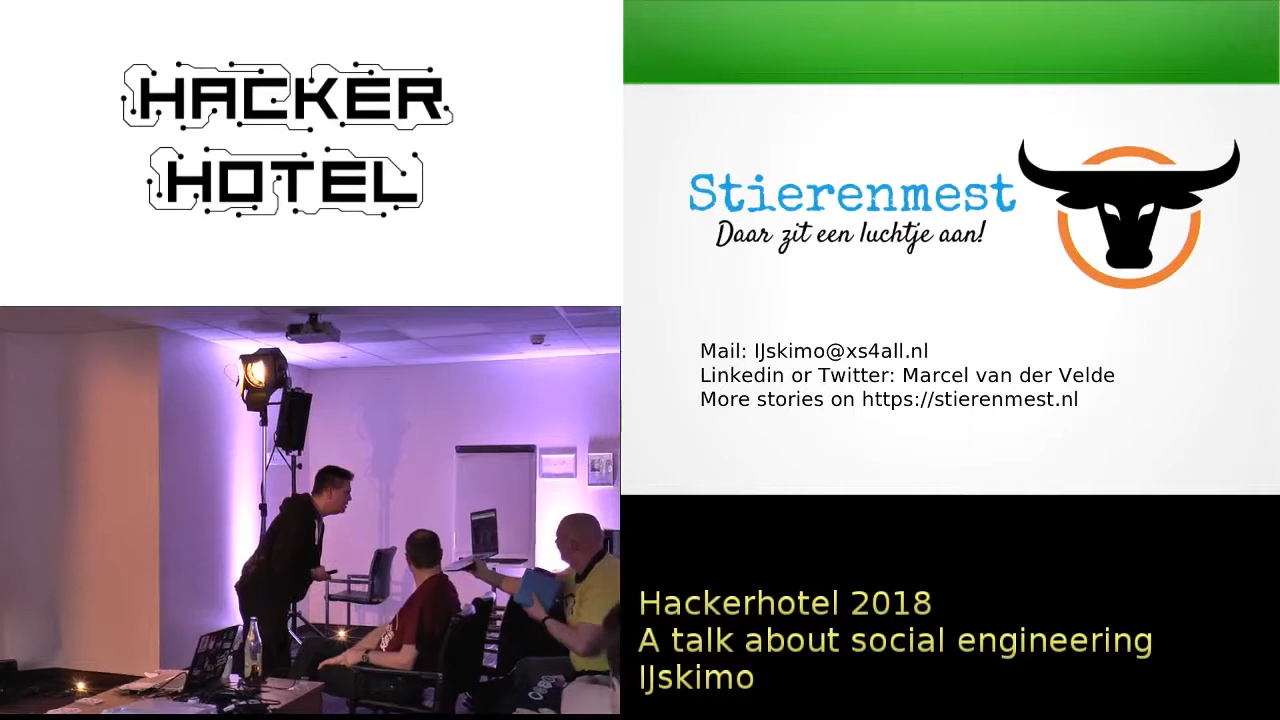 HACKER
HOTEL
Stierenmest
Daar zit een luchtje aan!
Mail: IJskimo@xs4all.nl
Linkedin or Twitter: Marcel van der Velde
More stories on https://stierenmest.nl
Hackerhotel 2018
A talk about social engineering
IJskimo